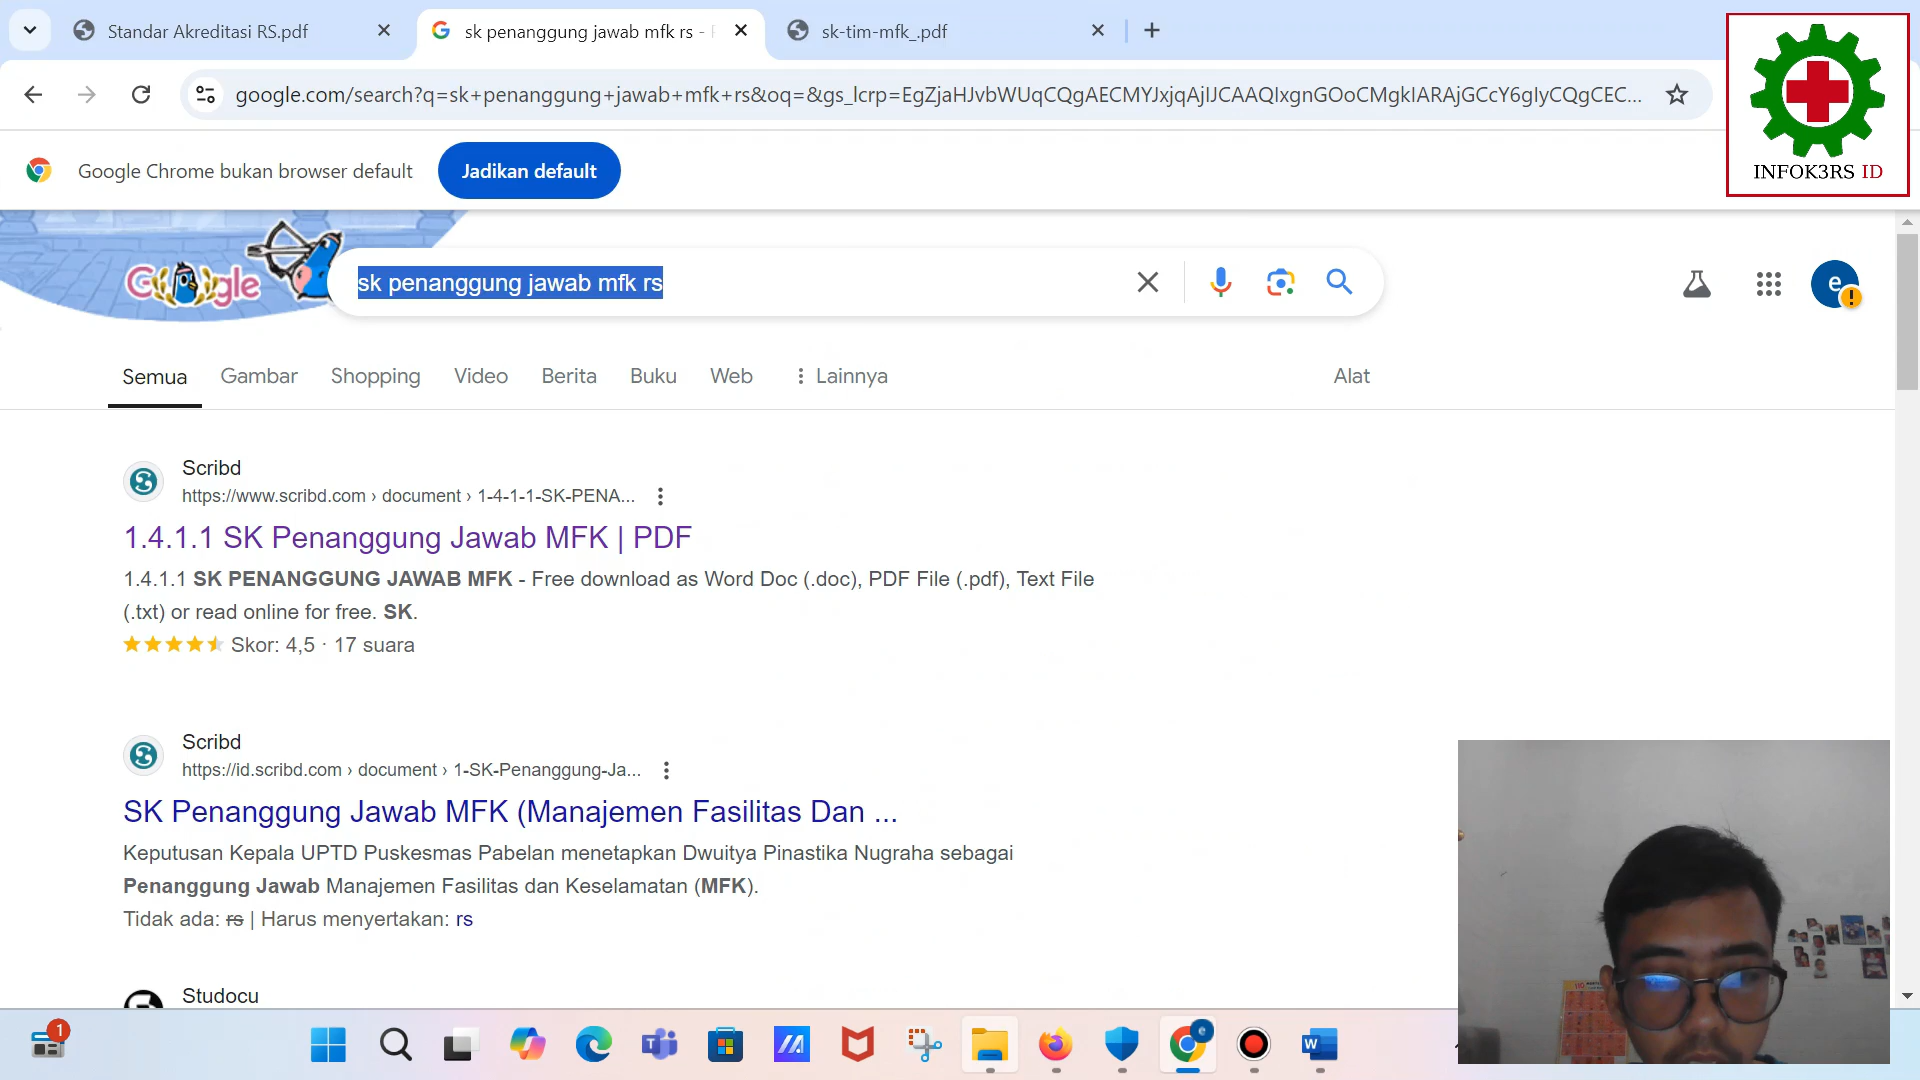 Standar Akreditasi RS.pdf
sk penanggung jawab mfk rs -
sk-tim-mfk_.pdf
google.com/search?q=sk+penanggung+jawab+mfk+rs&oq=&gs_lcrp=EgZjaHJvbWUqCQgAECMYJxjqAjIJCAAQIxgnGOoCMgkIARAjGCcY6gIyCQgCEC...
Google Chrome bukan browser default
Jadikan default
INFOK3RS ID
Google
sk penanggung jawab mfk rs
e
Semua
Gambar
Shopping
Video
Berita
Buku
Web
Lainnya
Alat
Scribd
https://www.scribd.com › document › 1-4-1-1-SK-PENA...
1.4.1.1 SK Penanggung Jawab MFK | PDF
1.4.1.1 SK PENANGGUNG JAWAB MFK - Free download as Word Doc (.doc), PDF File (.pdf), Text File
(.txt) or read online for free. SK.
Skor: 4,5 · 17 suara
Scribd
https://id.scribd.com › document › 1-SK-Penanggung-Ja...
SK Penanggung Jawab MFK (Manajemen Fasilitas Dan ...
Keputusan Kepala UPTD Puskesmas Pabelan menetapkan Dwuitya Pinastika Nugraha sebagai
Penanggung Jawab Manajemen Fasilitas dan Keselamatan (MFK).
Tidak ada: rs | Harus menyertakan: rs
Studocu
1